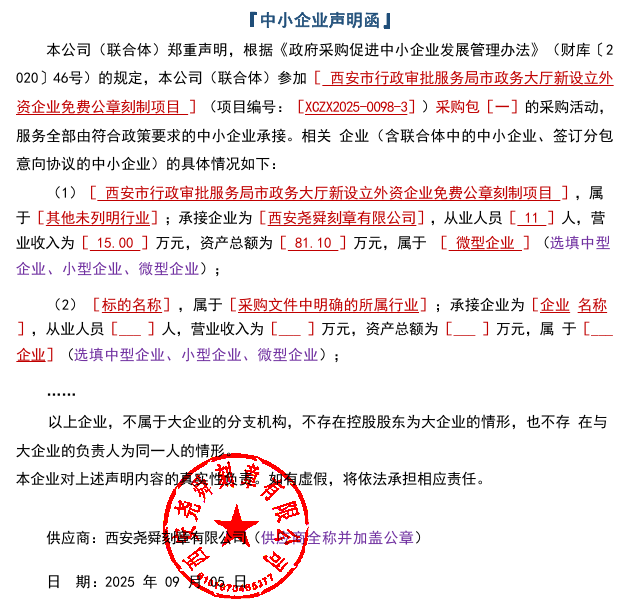 『中小企业声明函』
本公司（联合体）郑重声明，根据《政府采购促进中小企业发展管理办法》（财库〔2
020〕46号）的规定，本公司（联合体）参加［ 西安市行政审批服务局市政务大厅新设立外
资企业免费公章刻制项目 ］（项目编号：［XCZX2025-0098-3］）采购包［一］的采购活动，
服务全部由符合政策要求的中小企业承接。相关 企业（含联合体中的中小企业、签订分包
意向协议的中小企业）的具体情况如下：
（1）［ 西安市行政审批服务局市政务大厅新设立外资企业免费公章刻制项目 ］，属
于［其他未列明行业］；承接企业为［西安尧舜刻章有限公司］，从业人员［ 11 ］人，营
业收入为［ 15.00 ］万元，资产总额为［ 81.10 ］万元，属于 ［ 微型企业 ］（选填中型
企业、小型企业、微型企业）；
（2）［标的名称］，属于［采购文件中明确的所属行业］；承接企业为［企业 名称
］，从业人员［___ ］人，营业收入为［___ ］万元，资产总额为［___ ］万元，属 于［___
企业］（选填中型企业、小型企业、微型企业）；
……
以上企业，不属于大企业的分支机构，不存在控股股东为大企业的情形，也不存 在与
大企业的负责人为同一人的情形。
本企业对上述声明内容的真实性负责。如有虚假，将依法承担相应责任。
供应商：西安尧舜刻章有限公司（供应商全称并加盖公章）
日 期：2025 年 09 月 05 日
西安尧舜刻章有限公司